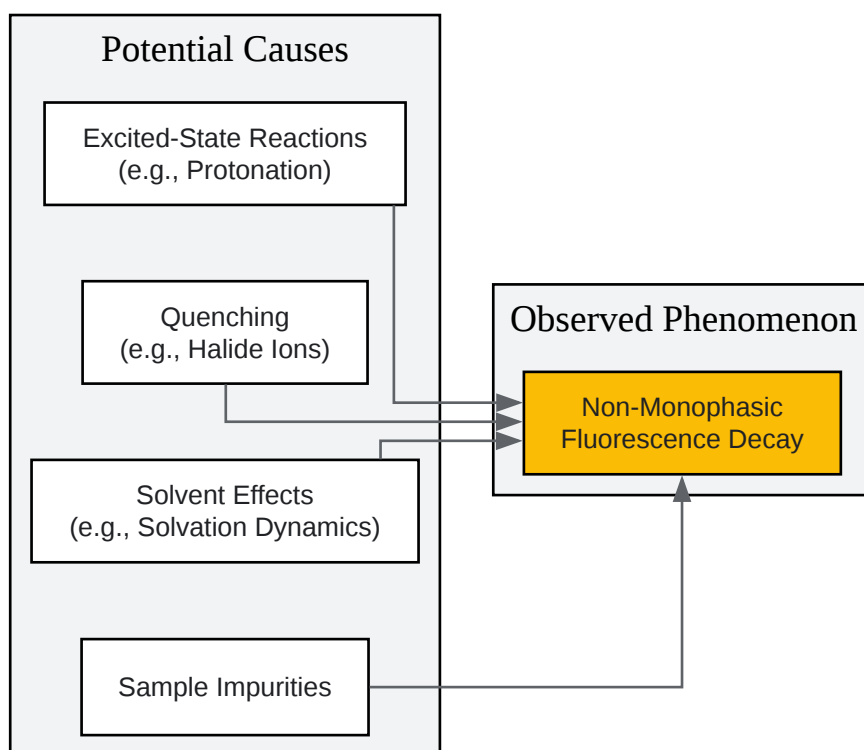 Potential Causes
Excited-State Reactions
(e.g., Protonation)
Quenching
(e.g., Halide Ions)
Solvent Effects
(e.g., Solvation Dynamics)
Sample Impurities
Observed Phenomenon
Non-Monophasic
Fluorescence Decay